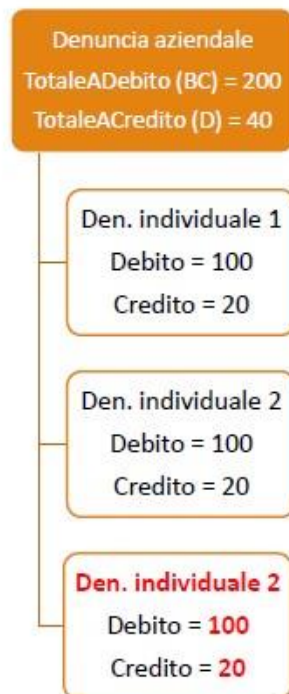 Denuncia aziendale
TotaleADebito (BC) = 200
TotaleACredito (D) = 40
Den. individuale 1
Debito = 100
Credito = 20
Den. individuale 2
Debito = 100
Credito = 20
Den. individuale 2
Debito = 100
Credito = 20